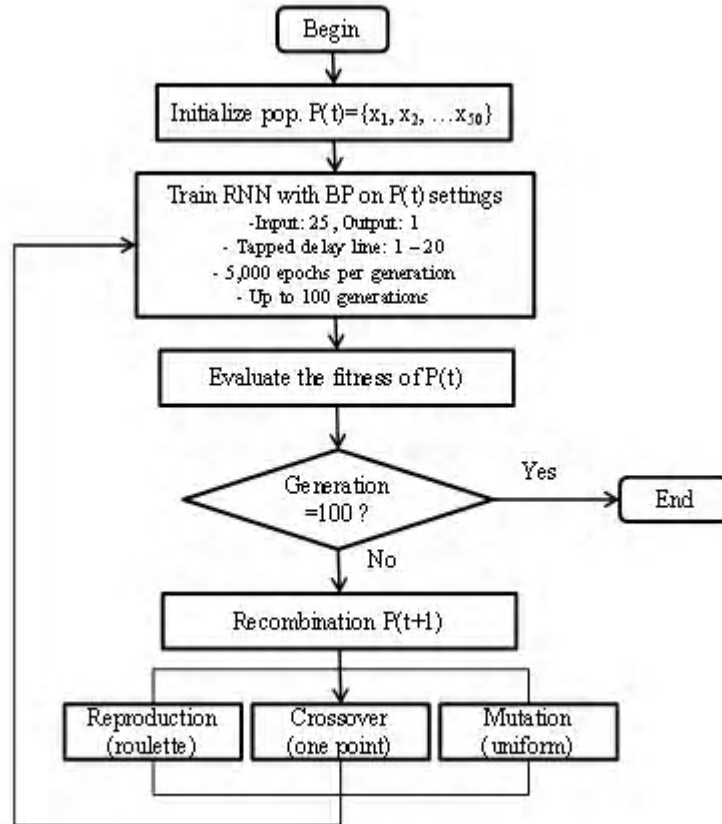 Begin
Initialize pop. P(t)={x₁, x₂, …x₅₀}
Train RNN with BP on P(t) settings
-Input: 25 , Output: 1
- Tapped delay line: 1 – 20
- 5,000 epochs per generation
- Up to 100 generations
Evaluate the fitness of P(t)
Generation
=100 ?
Yes
End
No
Recombination P(t+1)
Reproduction
(roulette)
Crossover
(one point)
Mutation
(uniform)